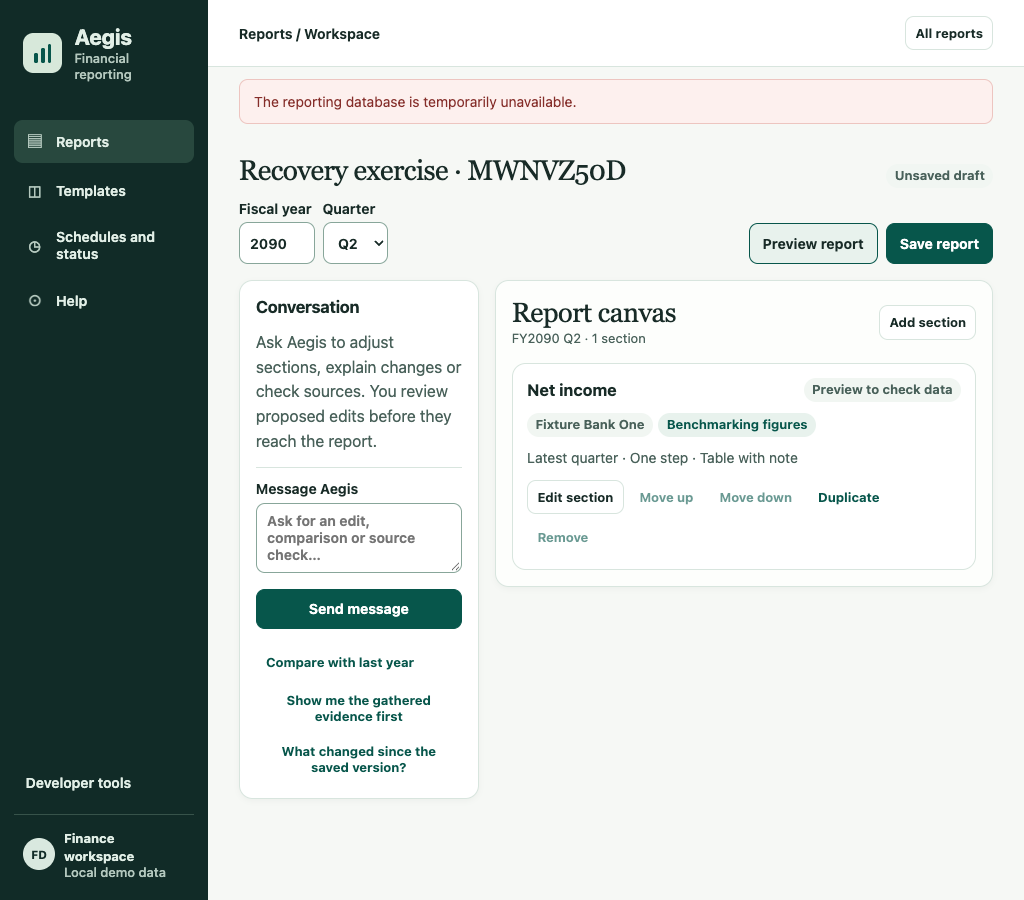 Aegis
Financial
reporting
Reports
Templates
Schedules and
status
Help
Developer tools
FD
Finance
workspace
Local demo data
Reports / Workspace
All reports
The reporting database is temporarily unavailable.
Recovery exercise · MWNVZ50D
Unsaved draft
Fiscal year
Quarter
2090
Q2
Preview report
Save report
Conversation
Ask Aegis to adjust
sections, explain changes or
check sources. You review
proposed edits before they
reach the report.
Message Aegis
Ask for an edit,
comparison or source
check...
Send message
Compare with last year
Show me the gathered
evidence first
What changed since the
saved version?
Report canvas
FY2090 Q2 · 1 section
Add section
Net income
Preview to check data
Fixture Bank One
Benchmarking figures
Latest quarter · One step · Table with note
Edit section
Move up
Move down
Duplicate
Remove